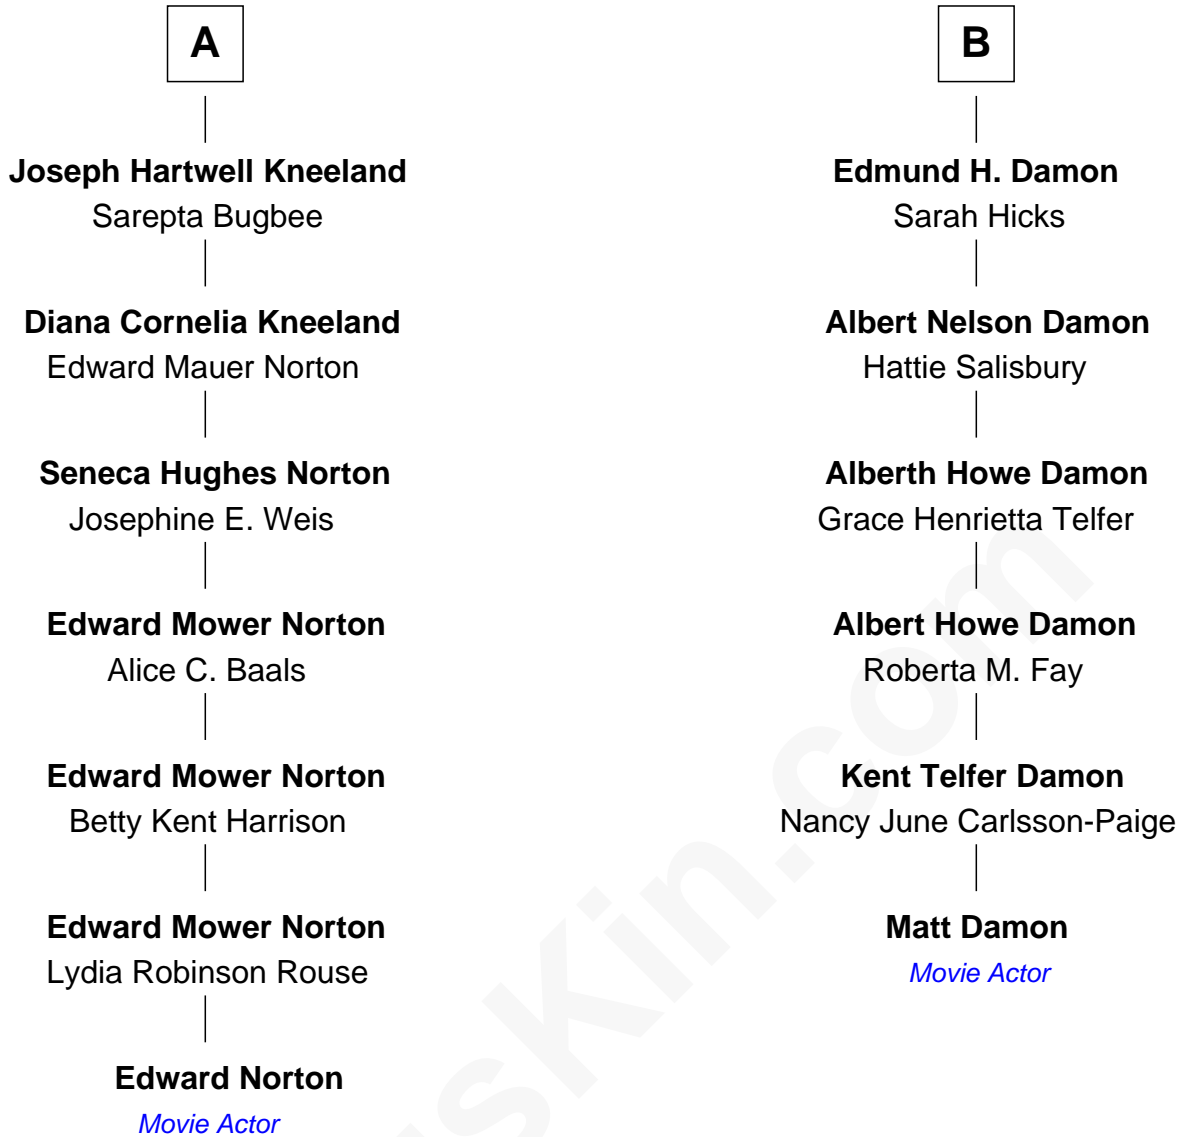 A
Joseph Hartwell Kneeland
Sarepta Bugbee
Diana Cornelia Kneeland
Edward Mauer Norton
Seneca Hughes Norton
Josephine E. Weis
Edward Mower Norton
Alice C. Baals
Edward Mower Norton
Betty Kent Harrison
Edward Mower Norton
Lydia Robinson Rouse
Edward Norton
Movie Actor
B
Edmund H. Damon
Sarah Hicks
Albert Nelson Damon
Hattie Salisbury
Alberth Howe Damon
Grace Henrietta Telfer
Albert Howe Damon
Roberta M. Fay
Kent Telfer Damon
Nancy June Carlsson-Paige
Matt Damon
Movie Actor